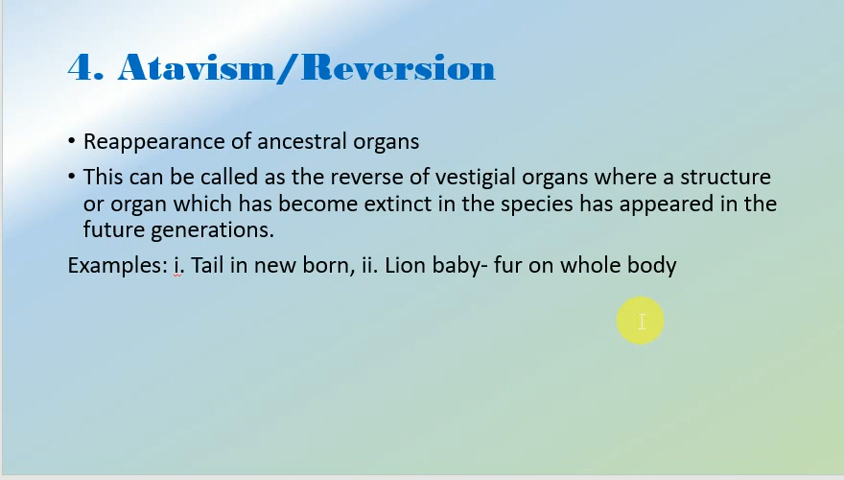 4. Atavism/Reversion
• Reappearance of ancestral organs
• This can be called as the reverse of vestigial organs where a structure
or organ which has become extinct in the species has appeared in the
future generations.
Examples: i. Tail in new born, ii. Lion baby- fur on whole body